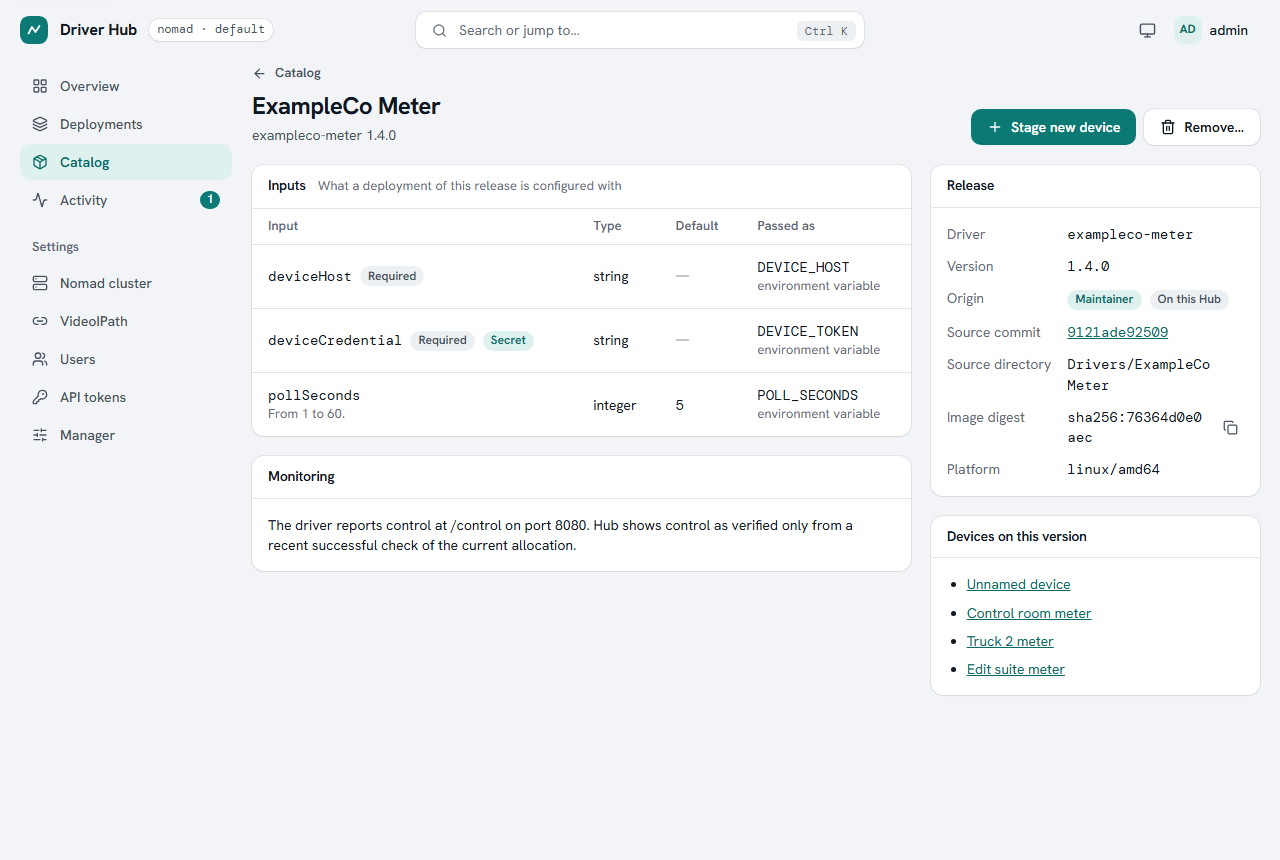 Driver Hub
nomad · default
Search or jump to...
Ctrl K
AD
admin
Overview
Deployments
Catalog
Activity
1
Settings
Nomad cluster
VideoIPath
Users
API tokens
Manager
Catalog
ExampleCo Meter
exampleco-meter 1.4.0
Stage new device
Remove...
Inputs What a deployment of this release is configured with
Input Type Default Passed as
deviceHost Required string — DEVICE_HOST
environment variable
deviceCredential Required Secret string — DEVICE_TOKEN
environment variable
pollSeconds
From 1 to 60.
integer 5 POLL_SECONDS
environment variable
Monitoring
The driver reports control at /control on port 8080. Hub shows control as verified only from a
recent successful check of the current allocation.
Release
Driver exampleco-meter
Version 1.4.0
Origin Maintainer On this Hub
Source commit 9121ade92509
Source directory Drivers/ExampleCo
Meter
Image digest sha256:76364d0e0
aec
Platform linux/amd64
Devices on this version
Unnamed device
Control room meter
Truck 2 meter
Edit suite meter